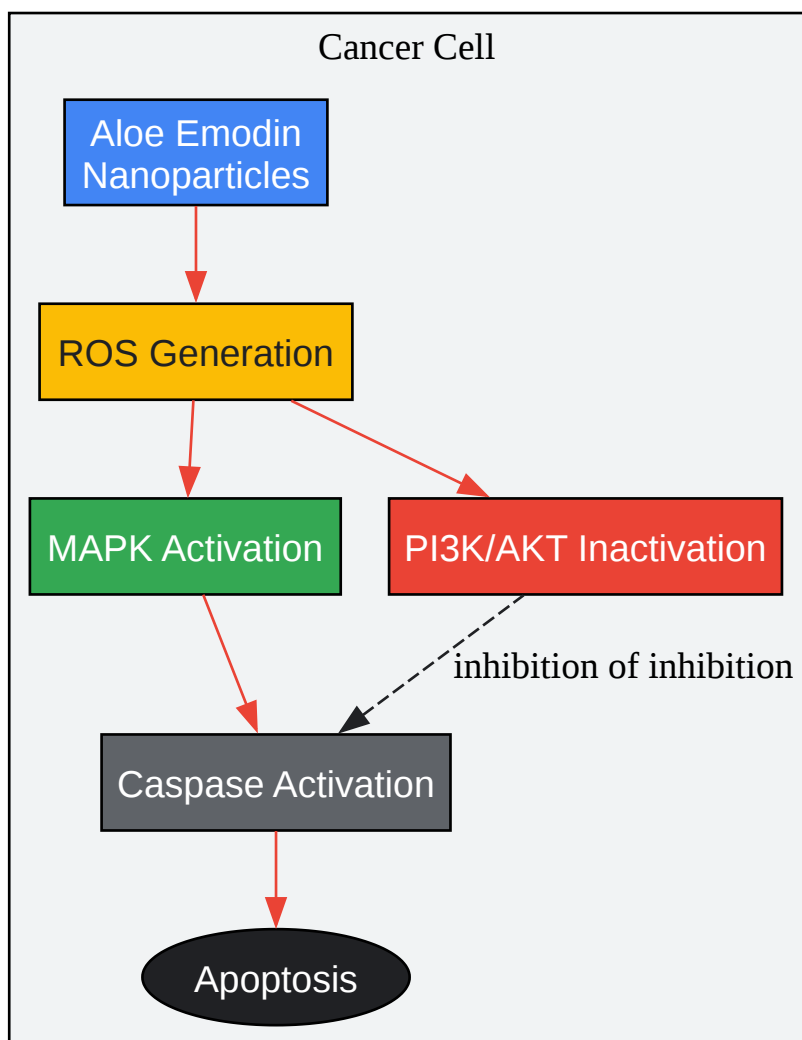 Cancer Cell
Aloe Emodin
Nanoparticles
ROS Generation
MAPK Activation
PI3K/AKT Inactivation
inhibition of inhibition
Caspase Activation
Apoptosis